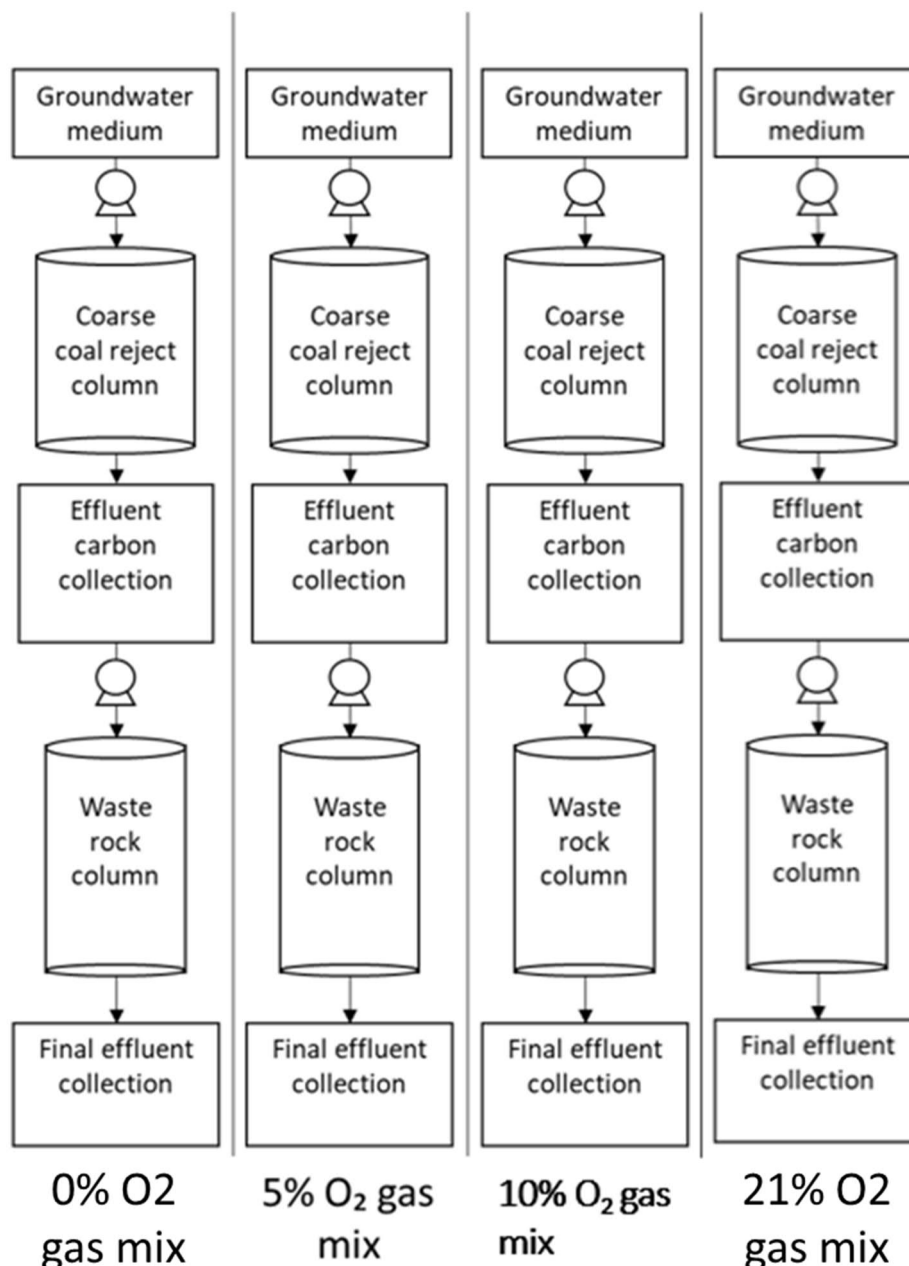 Groundwater
medium
Coarse
coal reject
column
Effluent
carbon
collection
Waste
rock
column
Final effluent
collection
0% O2
gas mix
Groundwater
medium
Coarse
coal reject
column
Effluent
carbon
collection
Waste
rock
column
Final effluent
collection
5% O₂ gas
mix
Groundwater
medium
Coarse
coal reject
column
Effluent
carbon
collection
Waste
rock
column
Final effluent
collection
10% O₂ gas
mix
Groundwater
medium
Coarse
coal reject
column
Effluent
carbon
collection
Waste
rock
column
Final effluent
collection
21% O2
gas mix